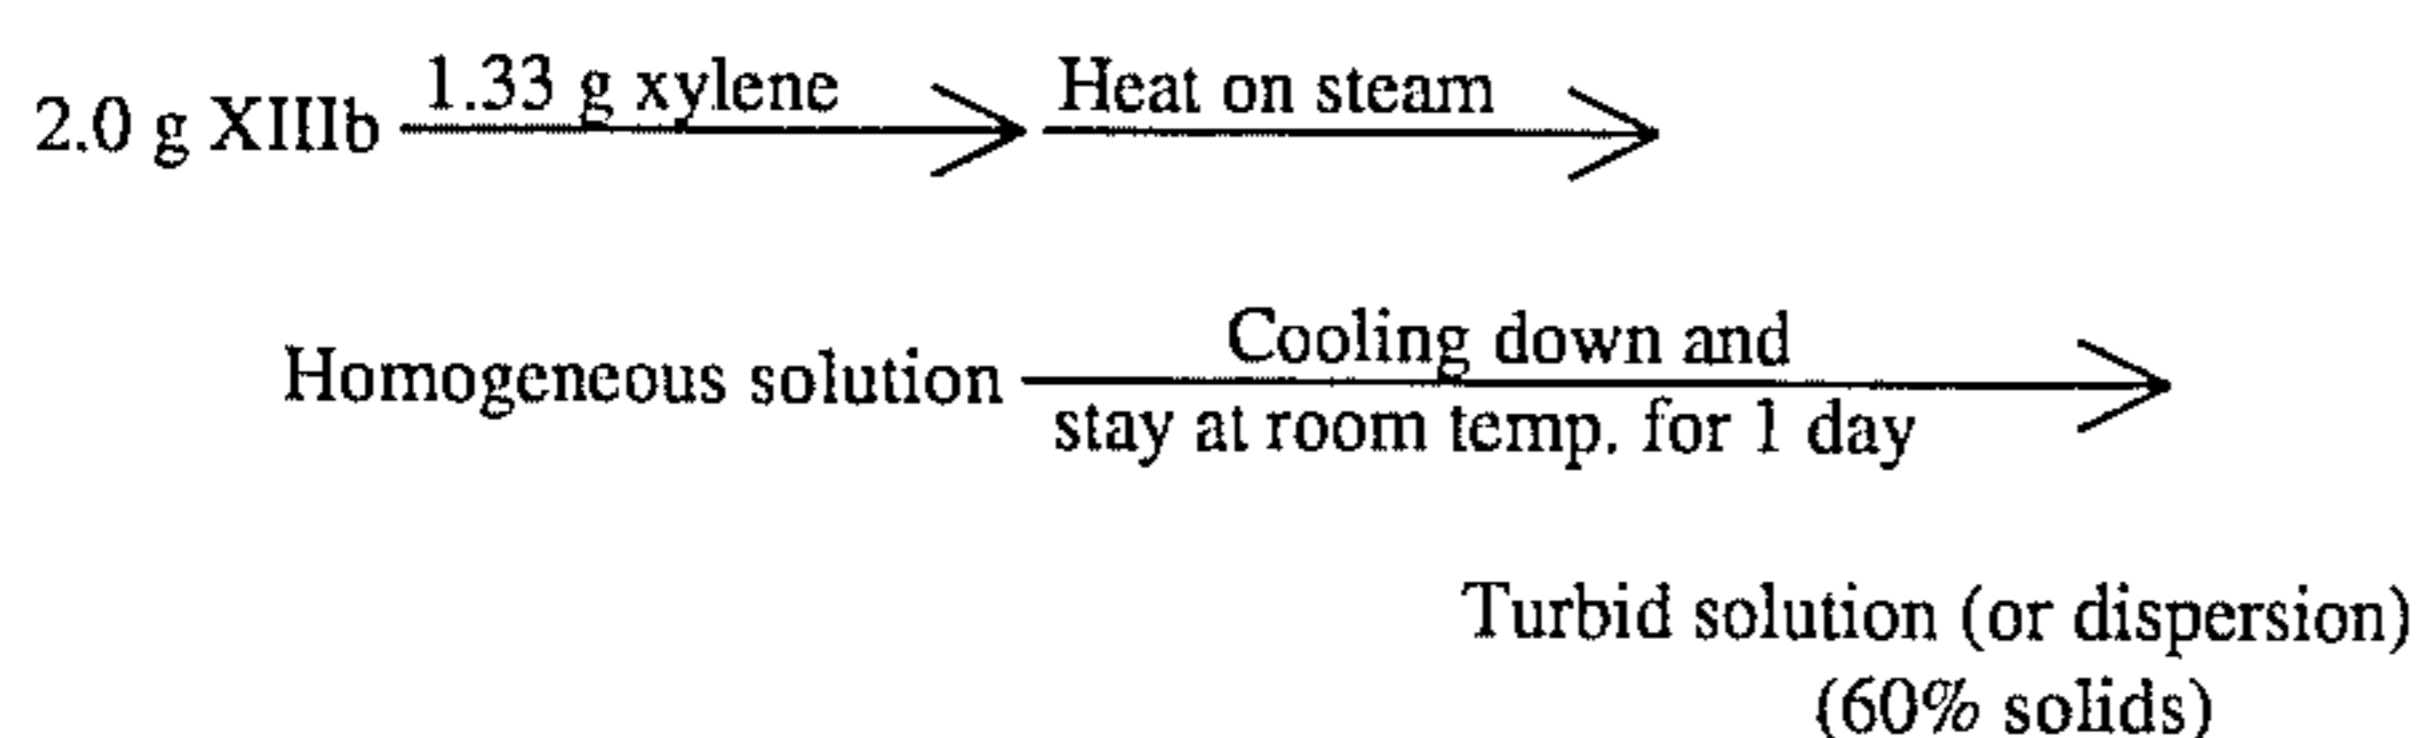 1.33 g xylene Heat on steam
2.0 g XIIIb
Cooling down and
Homogeneous solution
stay at room temp. for 1 day
Turbid solution (or dispersion)
(60% solids)